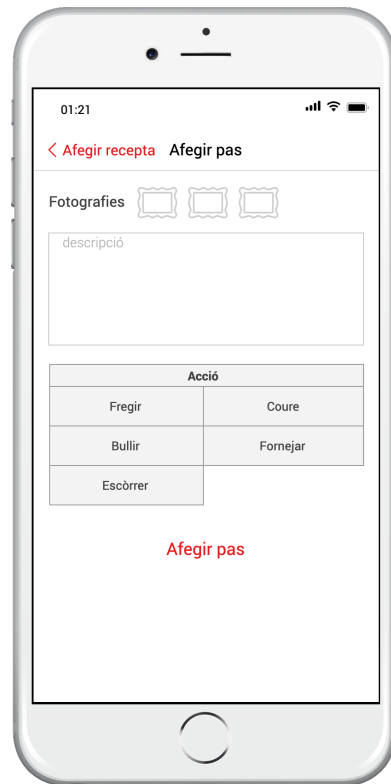 01:21
Afegir recepta Afegir pas
Fotografies
descripció
Acció
Fregir Coure
Bullir Fornejar
Escòrrer
Afegir pas